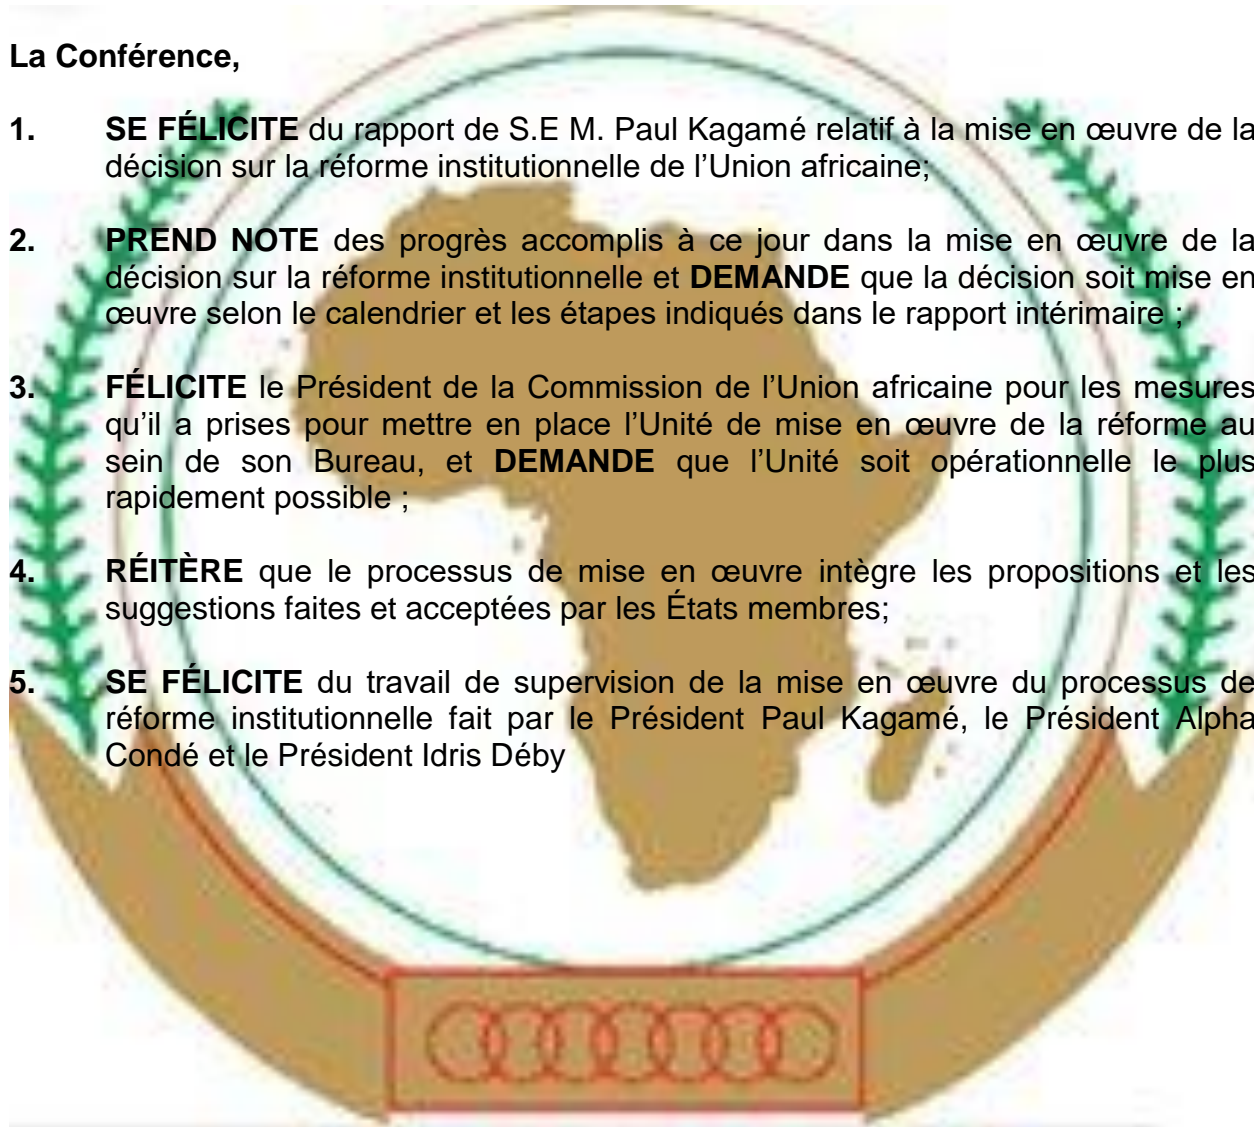 La Conférence,
1. SE FÉLICITE du rapport de S.E M. Paul Kagamé relatif à la mise en œuvre de la
décision sur la réforme institutionnelle de l’Union africaine;
2. PREND NOTE des progrès accomplis à ce jour dans la mise en œuvre de la
décision sur la réforme institutionnelle et DEMANDE que la décision soit mise en
œuvre selon le calendrier et les étapes indiqués dans le rapport intérimaire ;
3. FÉLICITE le Président de la Commission de l’Union africaine pour les mesures
qu’il a prises pour mettre en place l’Unité de mise en œuvre de la réforme au
sein de son Bureau, et DEMANDE que l’Unité soit opérationnelle le plus
rapidement possible ;
4. RÉITÈRE que le processus de mise en œuvre intègre les propositions et les
suggestions faites et acceptées par les États membres;
5. SE FÉLICITE du travail de supervision de la mise en œuvre du processus de
réforme institutionnelle fait par le Président Paul Kagamé, le Président Alpha
Condé et le Président Idris Déby